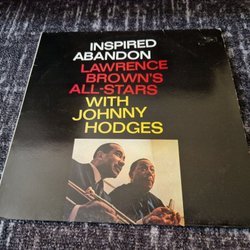 INSPIRED
ABANDON
LAWRENCE
BROWN'S
ALL-STARS
WITH
JOHNNY
HODGES